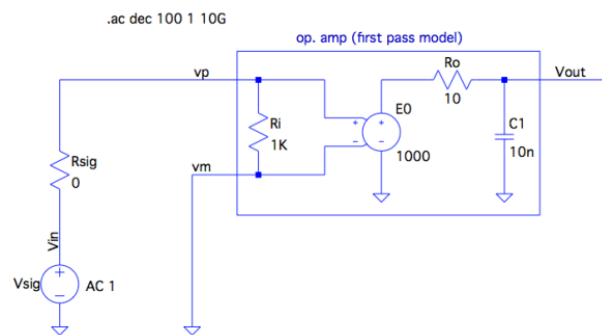 .ac dec 100 1 10G
op. amp (first pass model)
vp
Ro
Vout
10
E0
Ri
1K
+
-
+
-
C1
10n
1000
Rsig
0
vm
Vin
Vsig
+
-
AC 1